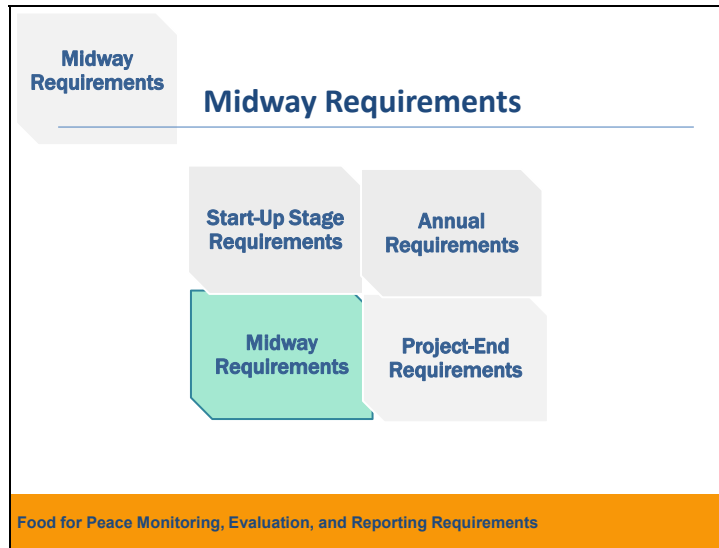 Midway
Requirements
Midway Requirements
Start-Up Stage
Requirements
Annual
Requirements
Midway
Requirements
Project-End
Requirements
Food for Peace Monitoring, Evaluation, and Reporting Requirements